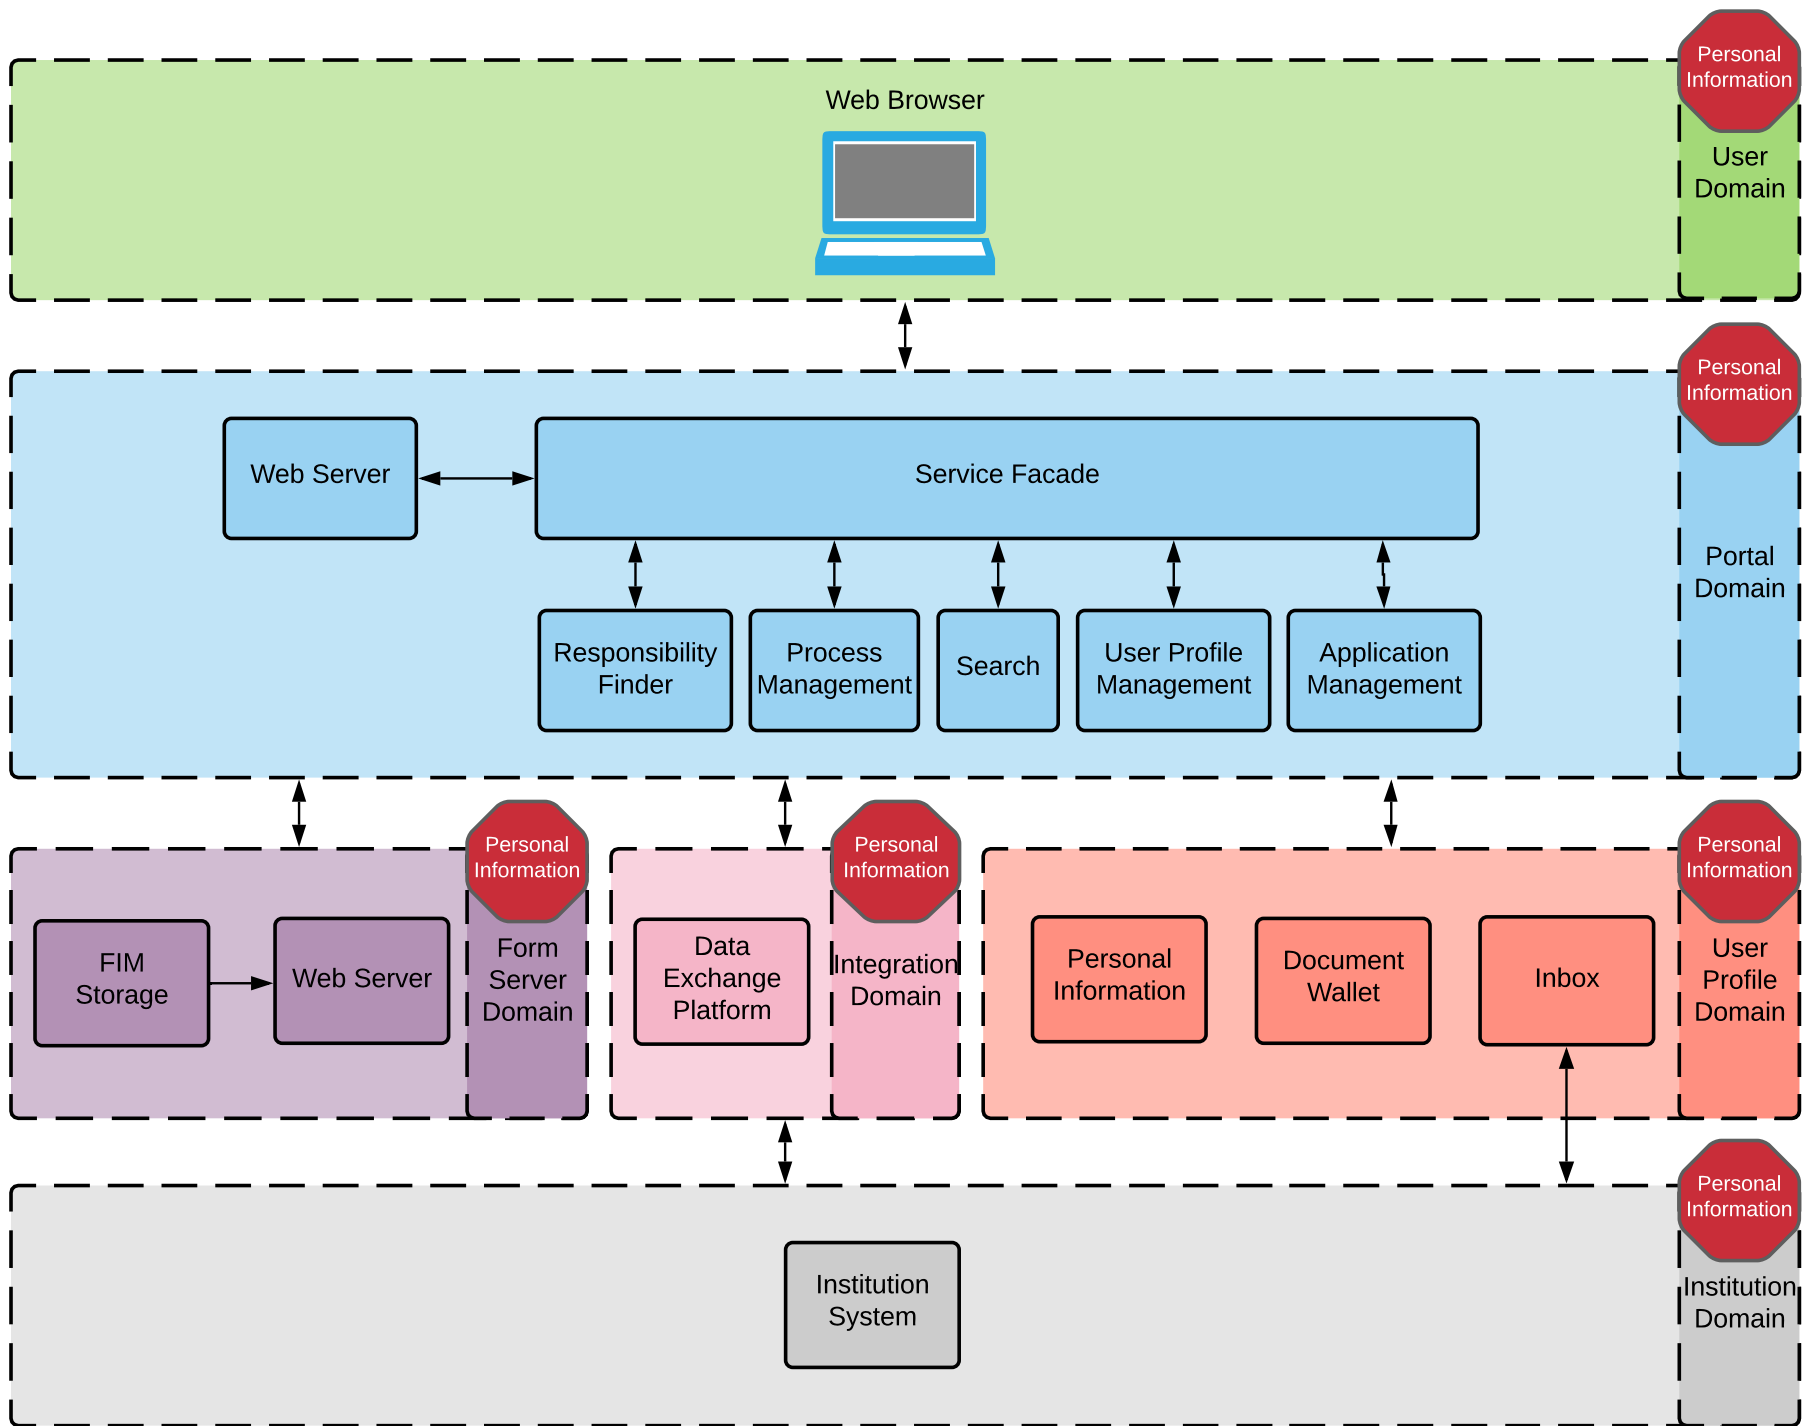 Personal
Information
Web Browser
User
Domain
Personal
Information
Web Server
Service Facade
Portal
Domain
Responsibility
Finder
Process
Management
Search
User Profile
Management
Application
Management
Personal
Information
Personal
Information
Personal
Information
FIM
Storage
Web Server
Form
Server
Domain
Data
Exchange
Platform
Integration
Domain
Personal
Information
Document
Wallet
Inbox
User
Profile
Domain
Personal
Information
Institution
System
Institution
Domain